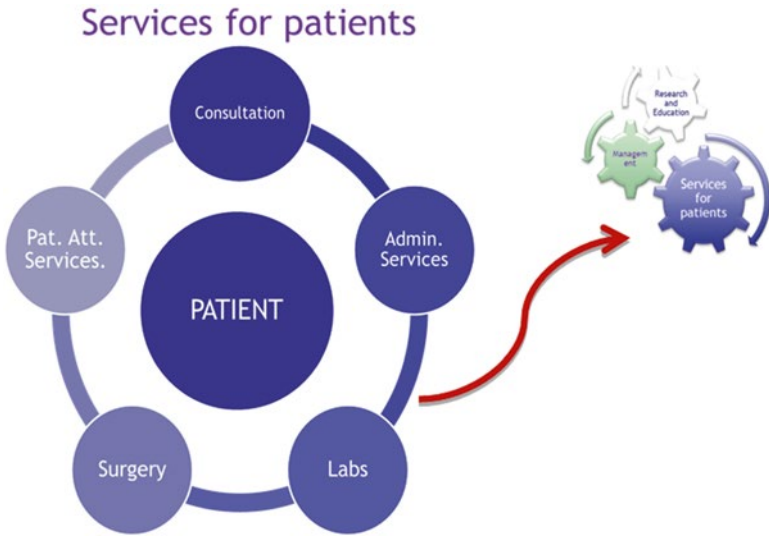 Services for patients
Consultation
Pat. Att.
Services.
Admin.
Services
PATIENT
Surgery
Labs
Research
and
Education
Managem
ent
Services
for
patients